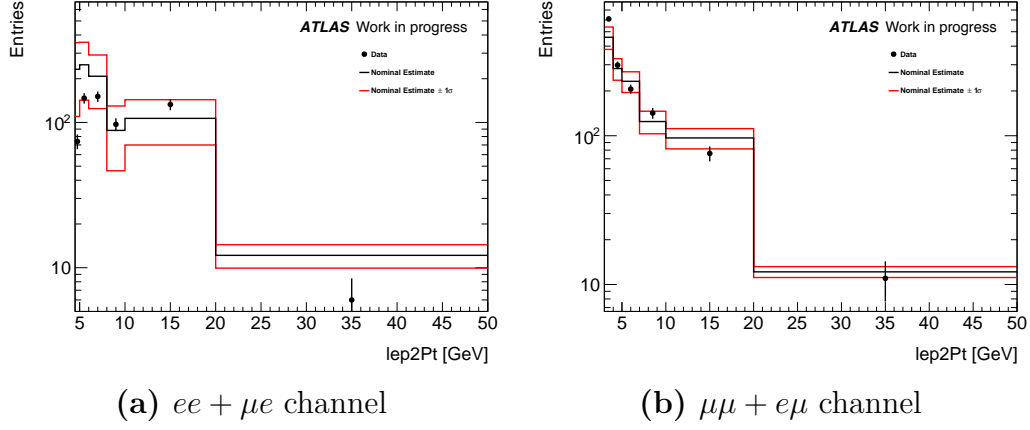 Entries
ATLAS Work in progress
Data
Nominal Estimate
Nominal Estimate ± 1σ
10²
10
5 10 15 20 25 30 35 40 45 50
lep2Pt [GeV]
(a) ee + μe channel
Entries
ATLAS Work in progress
Data
Nominal Estimate
Nominal Estimate ± 1σ
10²
10
5 10 15 20 25 30 35 40 45 50
lep2Pt [GeV]
(b) μμ + eμ channel